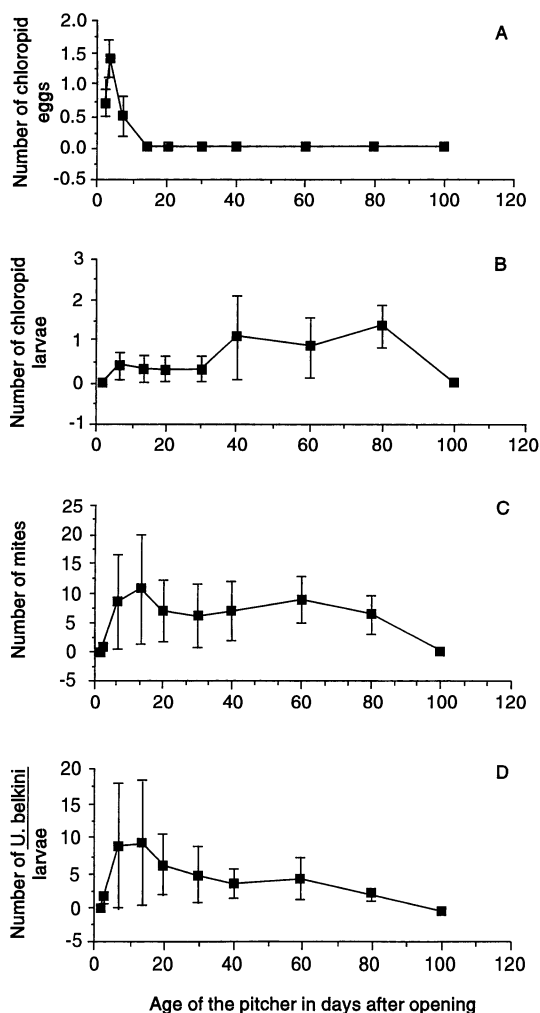 A
Number of chloropid
eggs
2.0
1.5
1.0
0.5
0.0
-0.5
0 20 40 60 80 100 120
B
Number of chloropid
larvae
3
2
1
0
-1
0 20 40 60 80 100 120
C
Number of mites
25
20
15
10
5
0
-5
0 20 40 60 80 100 120
D
Number of U. belkini
larvae
20
15
10
5
0
-5
0 20 40 60 80 100 120
Age of the pitcher in days after opening